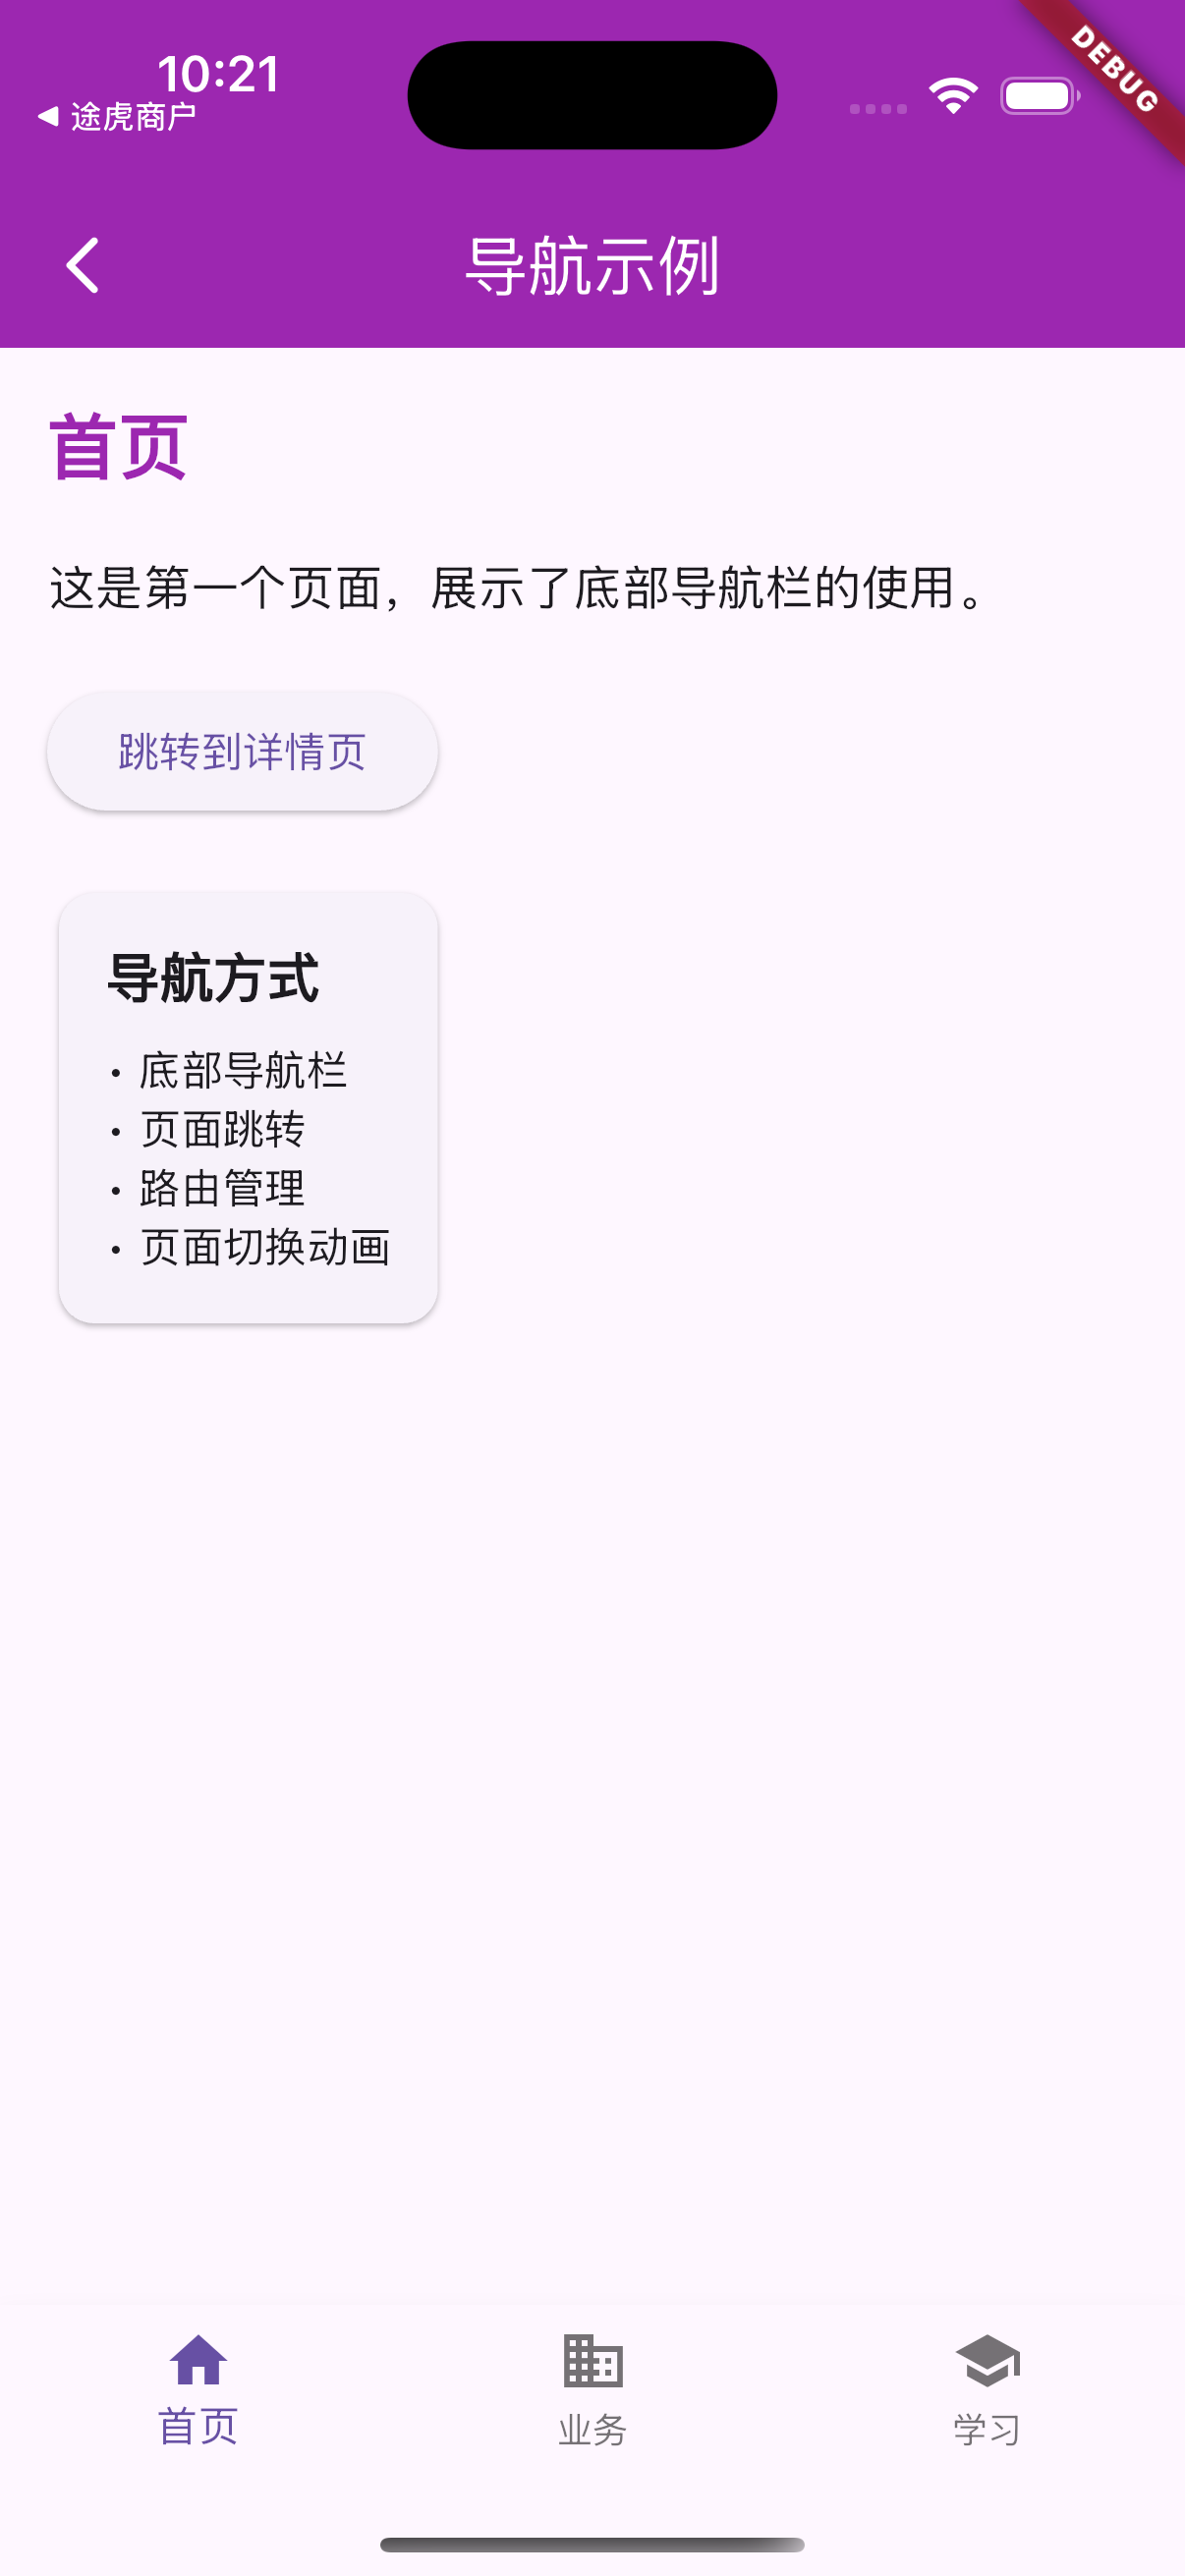 10:21
途虎商户
DEBUG
导航示例
首页
这是第一个页面，展示了底部导航栏的使用。
跳转到详情页
导航方式
• 底部导航栏
• 页面跳转
• 路由管理
• 页面切换动画
首页
业务
学习